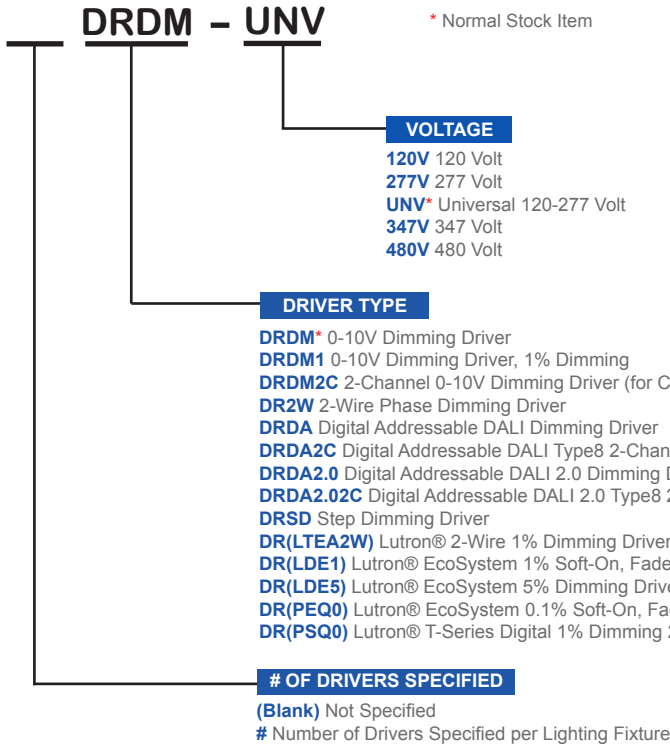 DRDM – UNV
* Normal Stock Item
VOLTAGE
120V 120 Volt
277V 277 Volt
UNV* Universal 120-277 Volt
347V 347 Volt
480V 480 Volt
DRIVER TYPE
DRDM* 0-10V Dimming Driver
DRDM1 0-10V Dimming Driver, 1% Dimming
DRDM2C 2-Channel 0-10V Dimming Driver (for
DR2W 2-Wire Phase Dimming Driver
DRDA Digital Addressable DALI Dimming Driver
DRDA2C Digital Addressable DALI Type8
DRDA2.0 Digital Addressable DALI 2.0 Dimming
DRDA2.02C Digital Addressable DALI 2.0 Type8
DRSD Step Dimming Driver
DR(LTEA2W) Lutron® 2-Wire 1% Dimming Driver
DR(LDE1) Lutron® EcoSystem 1% Soft-On,
DR(LDE5) Lutron® EcoSystem 5% Dimming
DR(PEQ0) Lutron® EcoSystem 0.1% Soft-On,
DR(PSQ0) Lutron® T-Series Digital 1% Dimming
# OF DRIVERS SPECIFIED
(Blank) Not Specified
# Number of Drivers Specified per Lighting Fixture